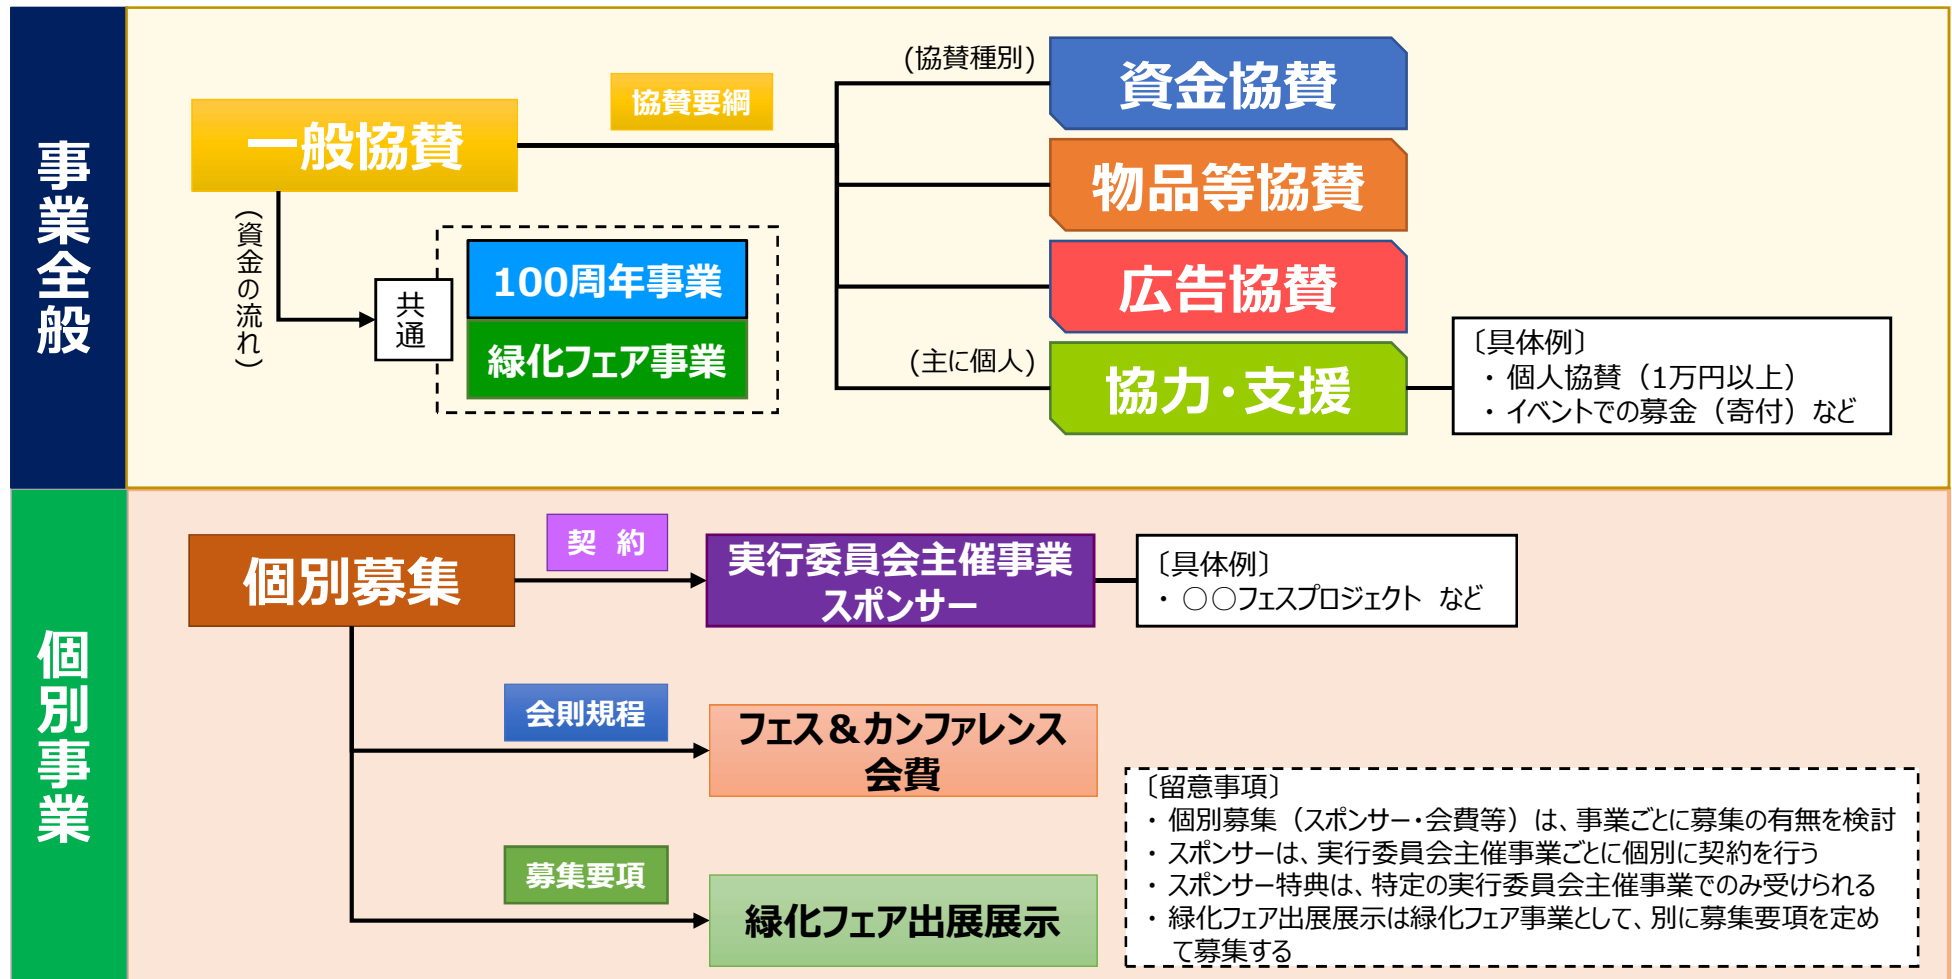 事業全般
一般協賛
協賛要綱
(協賛種別)
資金協賛
物品等協賛
広告協賛
(主に個人)
協力・支援
〔具体例〕
・個人協賛（1万円以上）
・イベントでの募金（寄付）など
(資金の流れ)
共通
100周年事業
緑化フェア事業
個別事業
個別募集
契 約
実行委員会主催事業
スポンサー
〔具体例〕
・○○フェスプロジェクト など
会則規程
フェス＆カンファレンス
会費
募集要項
緑化フェア出展展示
〔留意事項〕
・個別募集（スポンサー・会費等）は、事業ごとに募集の有無を検討
・スポンサーは、実行委員会主催事業ごとに個別に契約を行う
・スポンサー特典は、特定の実行委員会主催事業でのみ受けられる
・緑化フェア出展展示は緑化フェア事業として、別に募集要項を定め
て募集する